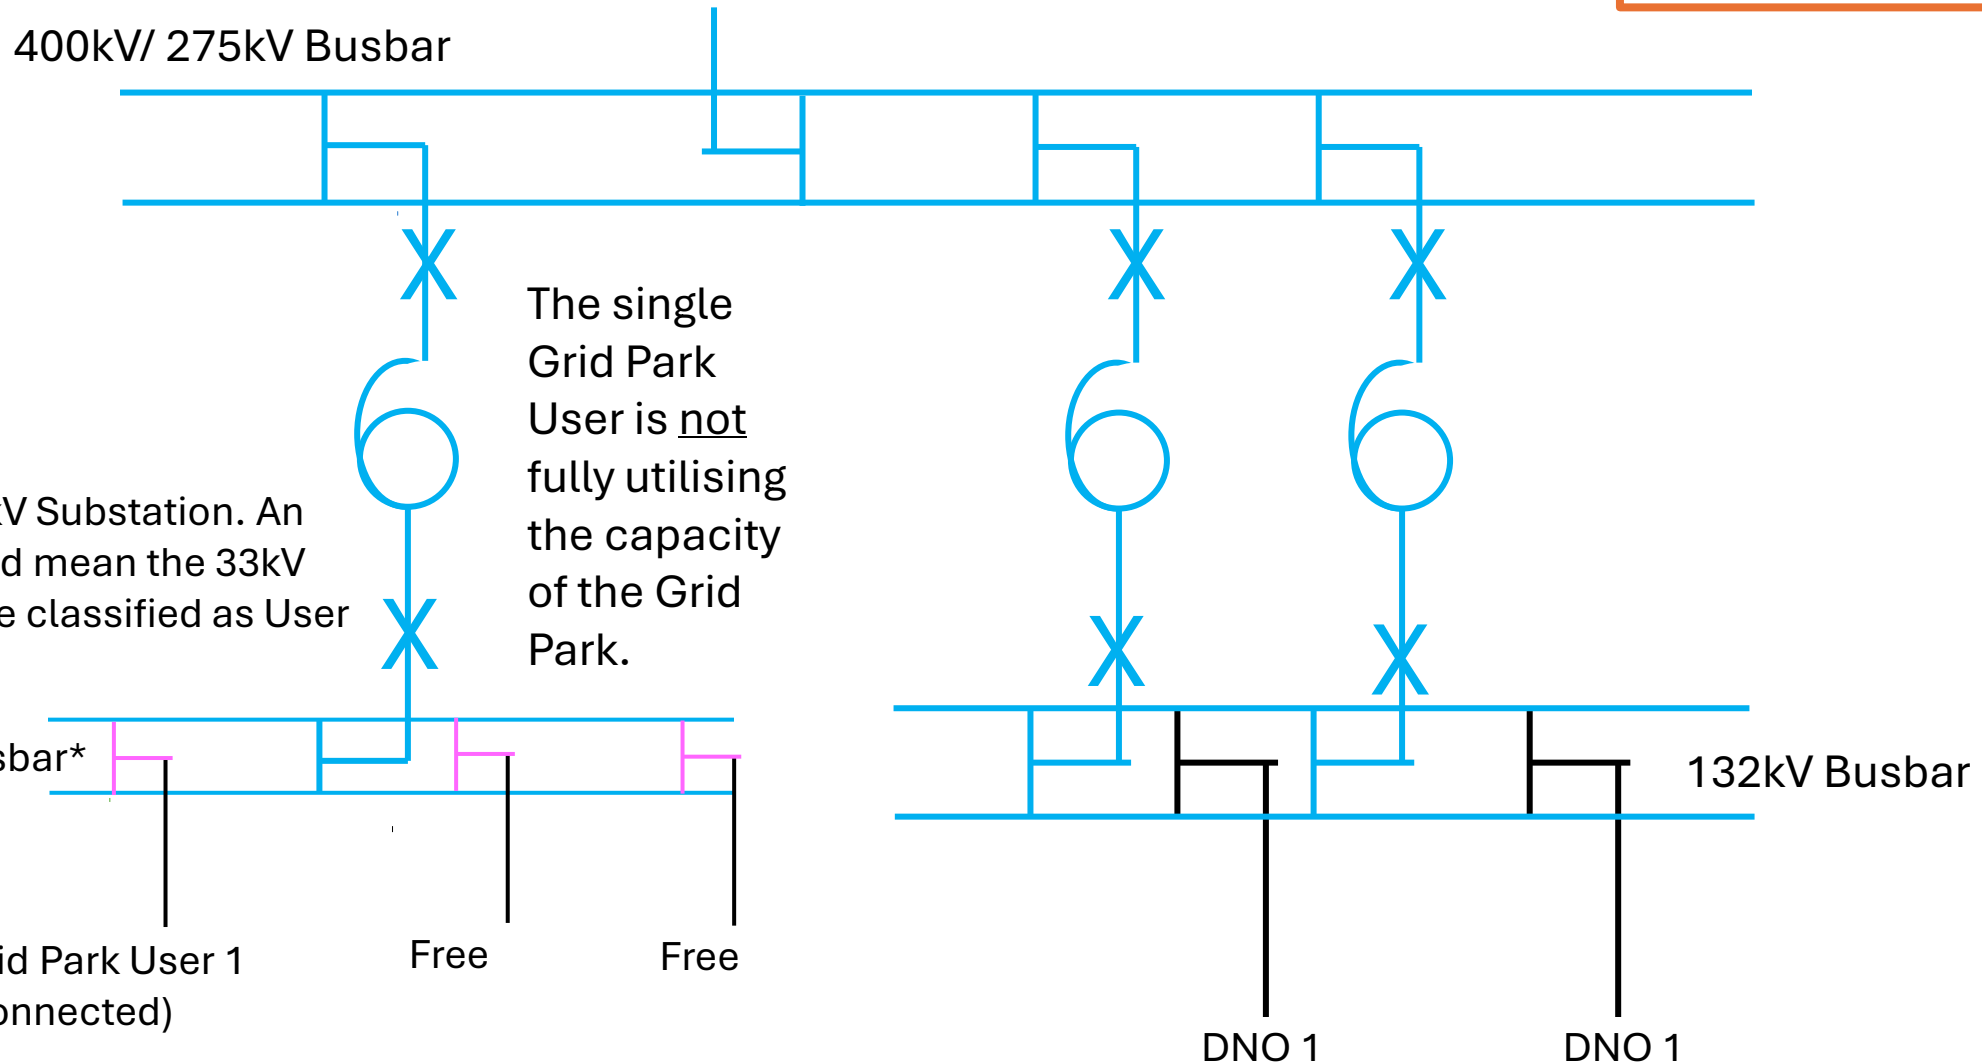 400kV/ 275kV Busbar
The single
Grid Park
User is not
fully utilising
the capacity
of the Grid
Park.
V Substation. An
d mean the 33kV
e classified as User
sbar*
132kV Busbar
id Park User 1
onnected)
Free
Free
DNO 1
DNO 1